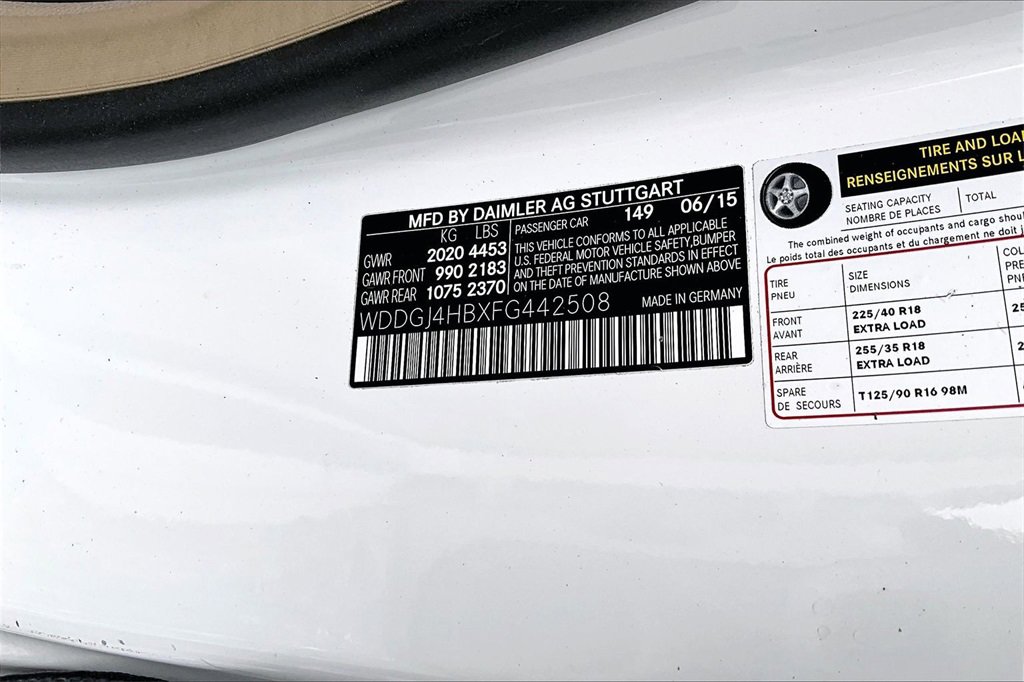 MFD BY DAIMLER AG STUTTGART
KG LBS
GVWR 2020 4453
GAWR FRONT 990 2183
GAWR REAR 1075 2370
PASSENGER CAR 149 06/15
THIS VEHICLE CONFORMS TO ALL APPLICABLE
U.S. FEDERAL MOTOR VEHICLE SAFETY, BUMPER
AND THEFT PREVENTION STANDARDS IN EFFECT
ON THE DATE OF MANUFACTURE SHOWN ABOVE
WDDGJ4HBXFG442508 MADE IN GERMANY
TIRE AND LOA
RENSEIGNEMENTS SUR L
SEATING CAPACITY
NOMBRE DE PLACES
TOTAL
The combined weight of occupants and cargo shou
Le poids total des occupants et du chargement ne doit j
TIRE
PNEU
SIZE
DIMENSIONS
COL
PRE
PNE
FRONT
AVANT
225/40 R18
EXTRA LOAD
25
REAR
ARRIÈRE
255/35 R18
EXTRA LOAD
2
SPARE
DE SECOURS
T125/90 R16 98M